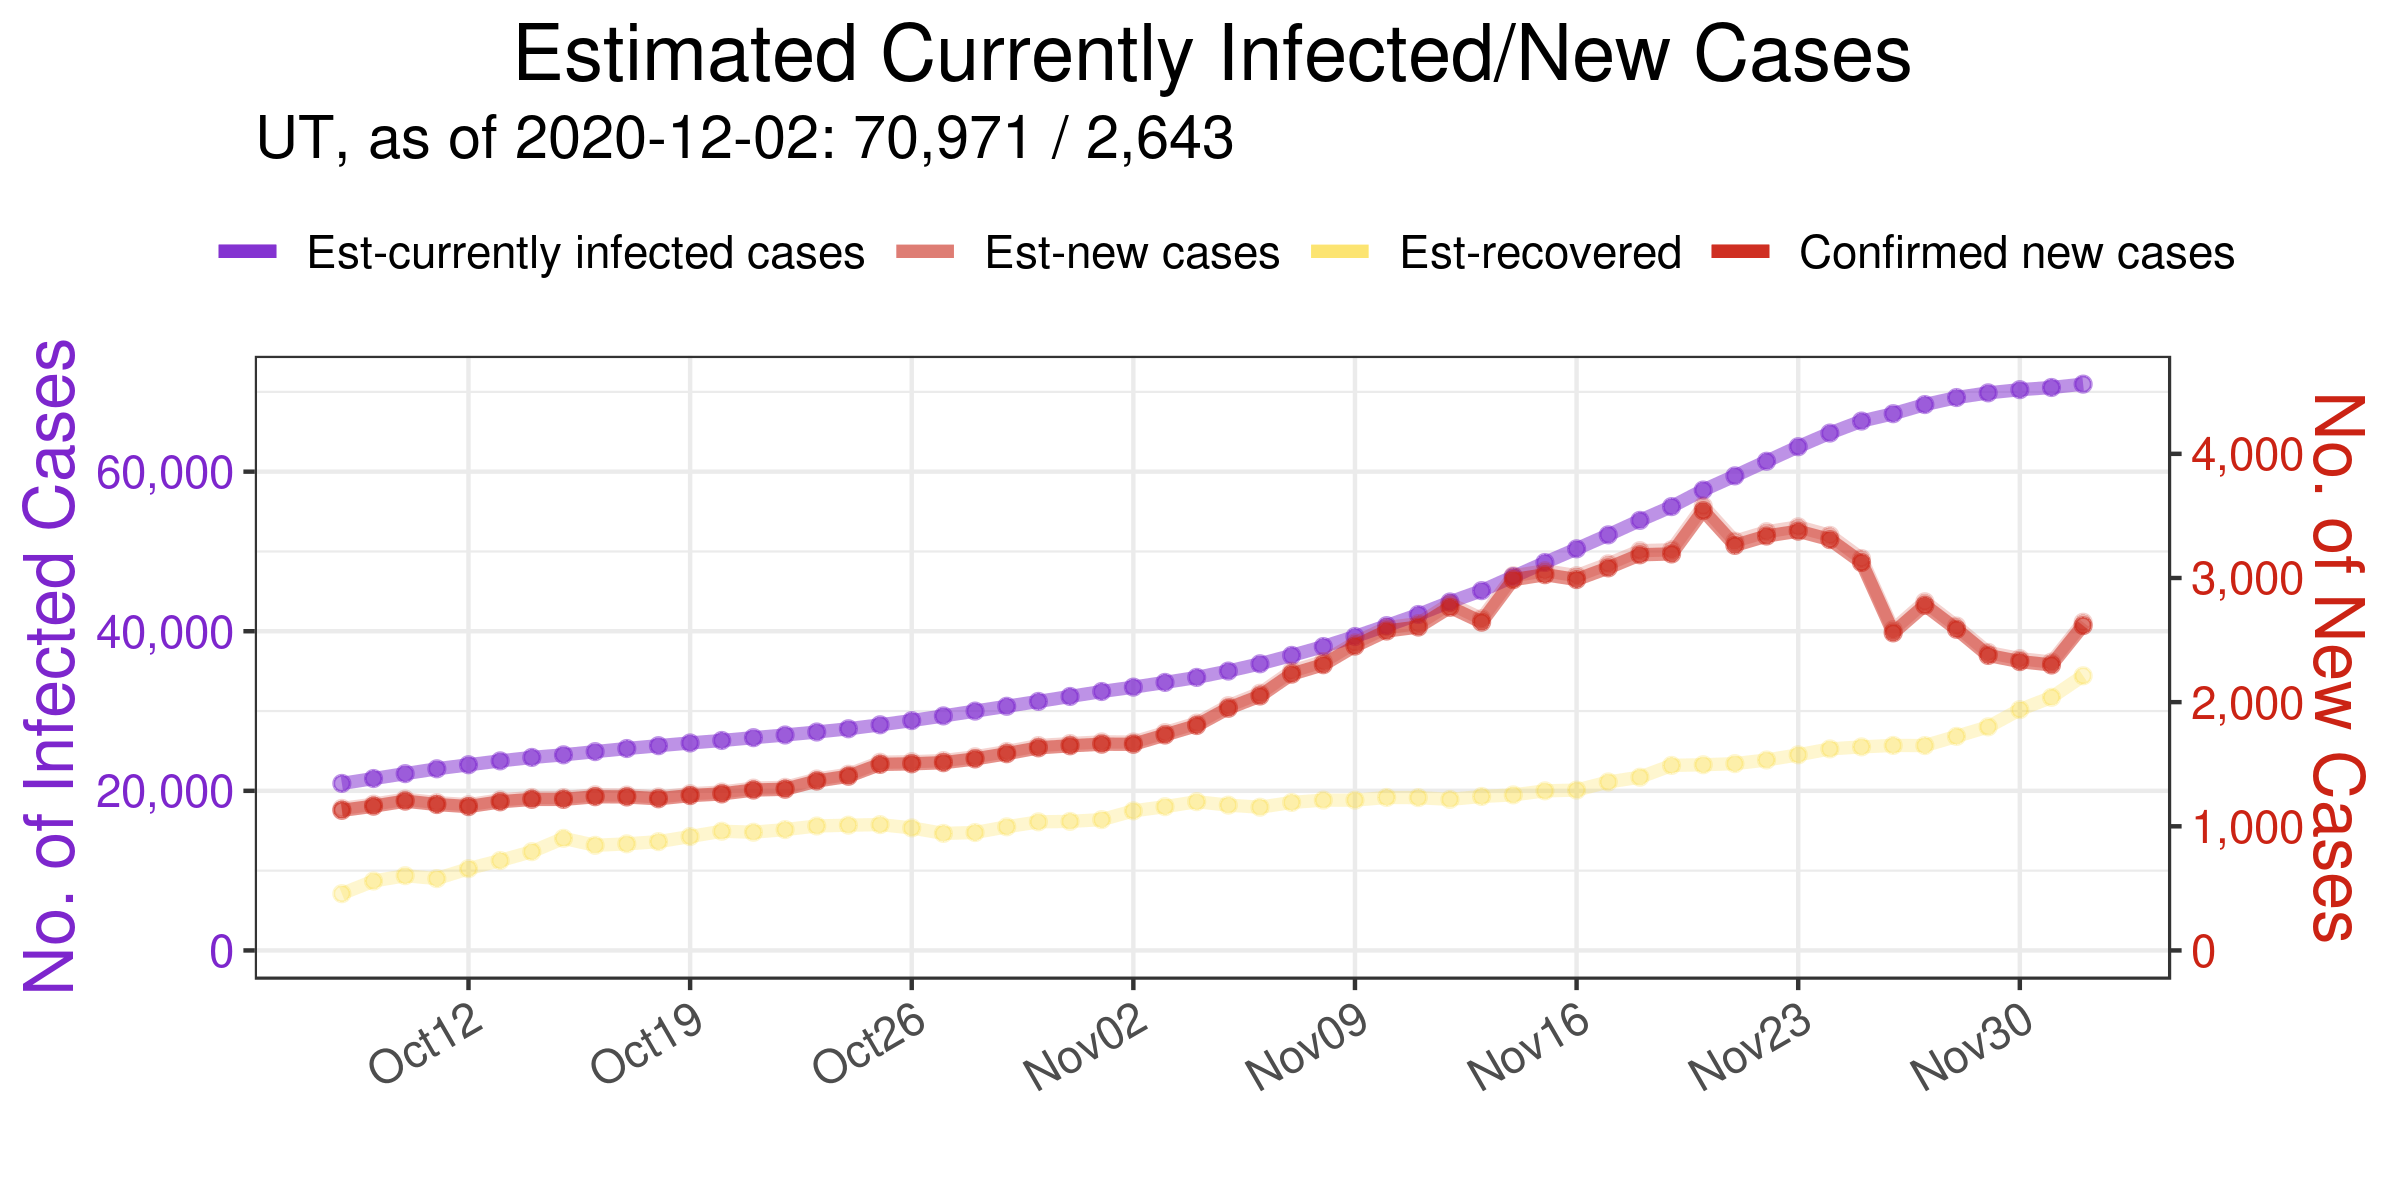 Estimated Currently Infected/New Cases
UT, as of 2020-12-02: 70,971 / 2,643
Est-currently infected cases Est-new cases Est-recovered Confirmed new cases
No. of Infected Cases
60,000
40,000
20,000
0
4,000
3,000
2,000
1,000
0
No. of New Cases
Oct12 Oct19 Oct26 Nov02 Nov09 Nov16 Nov23 Nov30